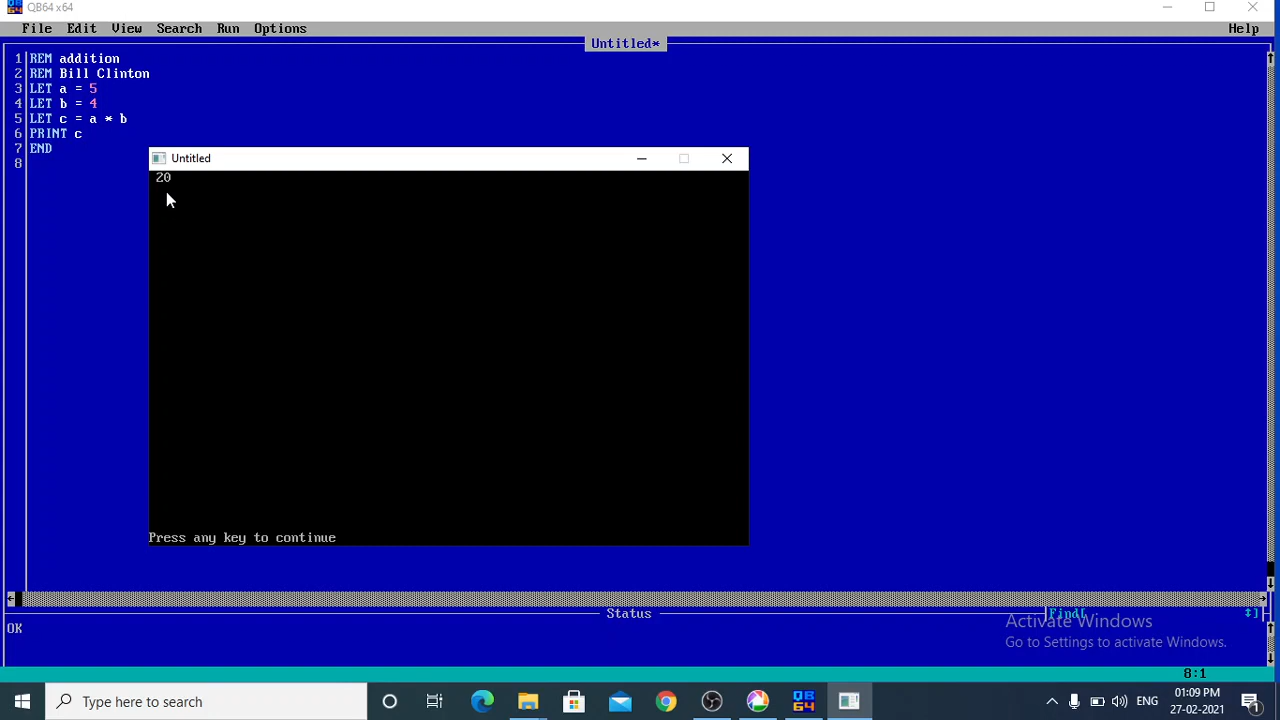 QB64 x64
File Edit View Search Run Options Help
Untitled*
1 REM addition
2 REM Bill Clinton
3 LET a = 5
4 LET b = 4
5 LET c = a * b
6 PRINT c
7 END
8
Untitled
20
Press any key to continue
Status
Find[
OK
Activate Windows
Go to Settings to activate Windows.
8:1
Type here to search
ENG
01:09 PM
27-02-2021
1